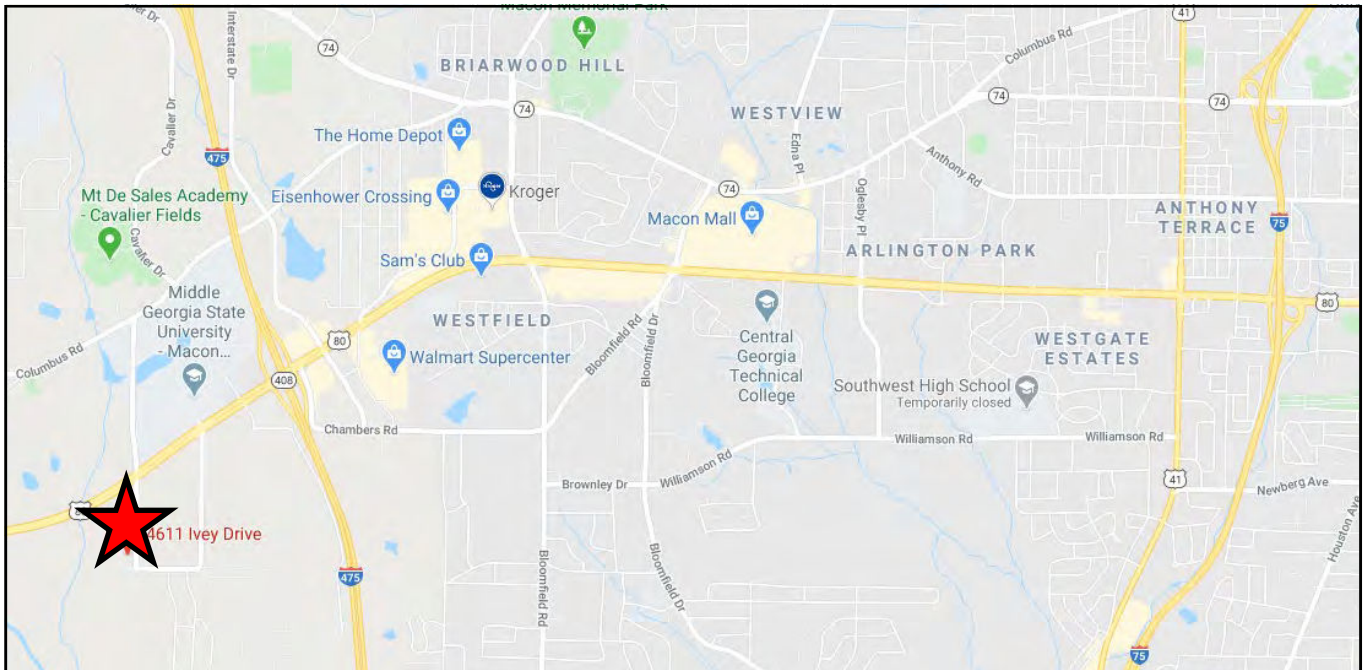 Macon Memorial Park
41
Interstate Dr
74
BRIARWOOD HILL
Columbus Rd
74
74
74
WESTVIEW
The Home Depot
Cavalier Dr
475
Edna Pl
Anthony Rd
Mt De Sales Academy
- Cavalier Fields
Eisenhower Crossing
Kroger
74
Oglesby Pl
Macon Mall
ANTHONY
TERRACE
75
Cavalier Dr
Sam's Club
ARLINGTON PARK
Middle
Georgia State
University
- Macon...
80
WESTFIELD
80
Central
Georgia
Technical
College
WESTGATE
ESTATES
Columbus Rd
Walmart Supercenter
Bloomfield Rd
Bloomfield Dr
408
Southwest High School
Temporarily closed
Chambers Rd
Williamson Rd
Williamson Rd
Williamson Rd
Brownley Dr
41
Newberg Ave
4611 Ivey Drive
Houston Ave
475
Bloomfield Rd
Bloomfield Dr
75